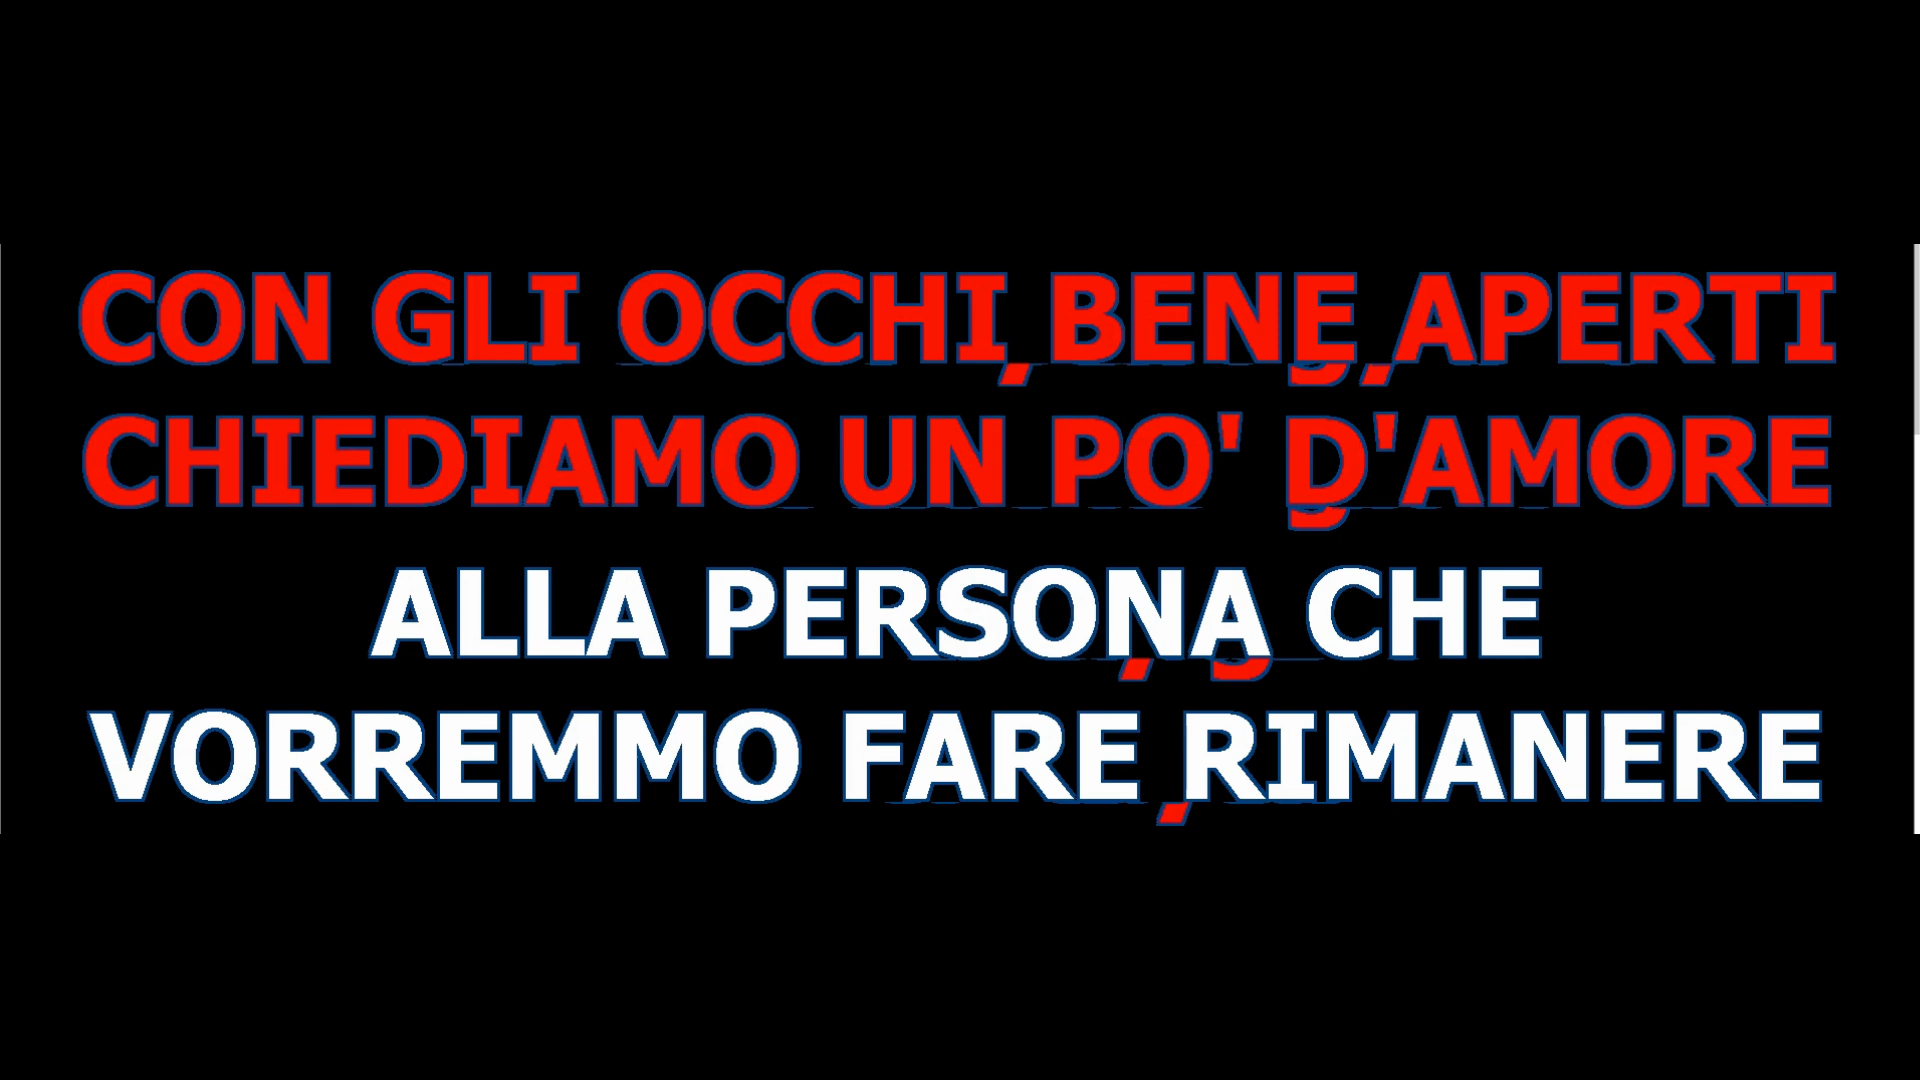 CON GLI OCCHI BENE APERTI
CHIEDIAMO UN PO' D'AMORE
ALLA PERSONA CHE
VORREMMO FARE RIMANERE